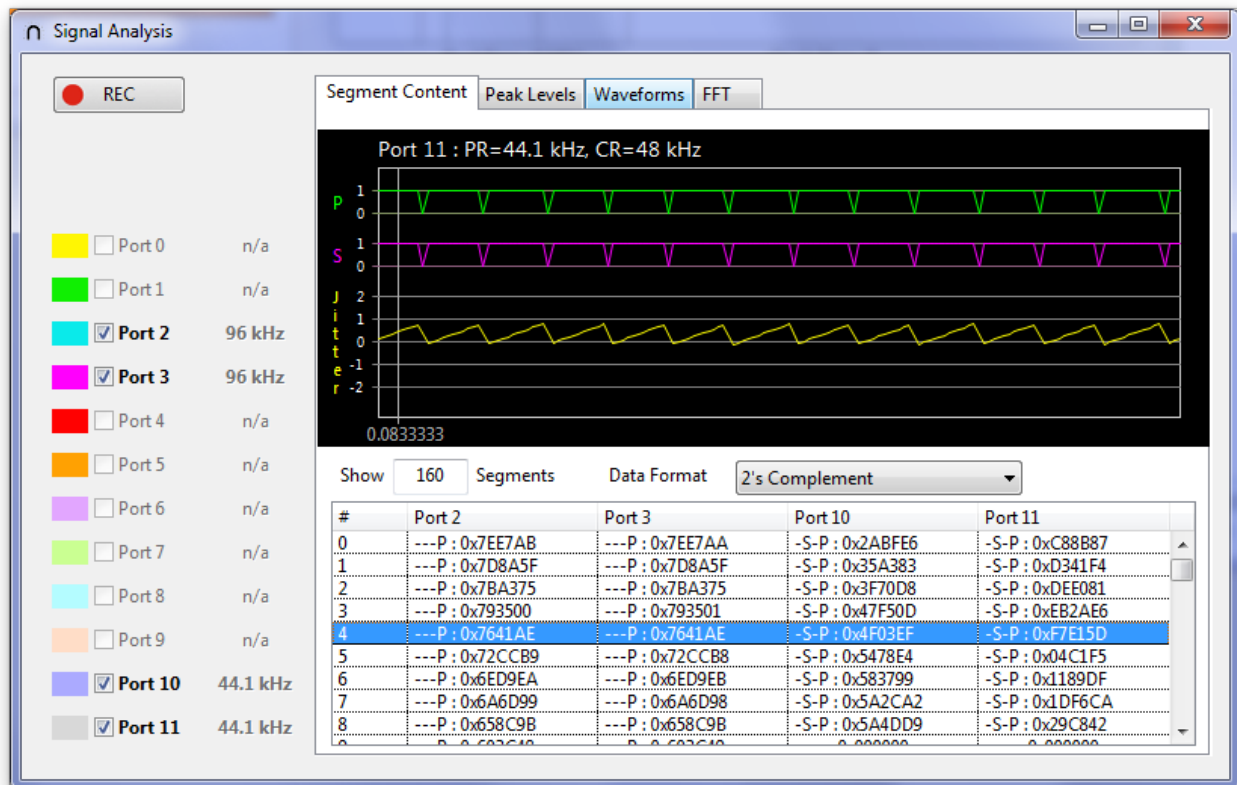 Signal Analysis
REC
Segment Content Peak Levels Waveforms FFT
Port 11 : PR=44.1 kHz, CR=48 kHz
P 1
0
S 1
0
Jitter
2
1
0
-1
-2
0.0833333
Port 0 n/a
Port 1 n/a
Port 2 96 kHz
Port 3 96 kHz
Port 4 n/a
Port 5 n/a
Port 6 n/a
Port 7 n/a
Port 8 n/a
Port 9 n/a
Port 10 44.1 kHz
Port 11 44.1 kHz
Show 160 Segments Data Format 2's Complement
# Port 2 Port 3 Port 10 Port 11
0 ---P : 0x7EE7AB ---P : 0x7EE7AA -S-P : 0x2ABFE6 -S-P : 0xC88B87
1 ---P : 0x7D8A5F ---P : 0x7D8A5F -S-P : 0x35A383 -S-P : 0xD341F4
2 ---P : 0x7BA375 ---P : 0x7BA375 -S-P : 0x3F70D8 -S-P : 0xDEE081
3 ---P : 0x793500 ---P : 0x793501 -S-P : 0x47F50D -S-P : 0xEB2AE6
4 ---P : 0x7641AE ---P : 0x7641AE -S-P : 0x4F03EF -S-P : 0xF7E15D
5 ---P : 0x72CCB9 ---P : 0x72CCB8 -S-P : 0x5478E4 -S-P : 0x04C1F5
6 ---P : 0x6ED9EA ---P : 0x6ED9EB -S-P : 0x583799 -S-P : 0x1189DF
7 ---P : 0x6A6D99 ---P : 0x6A6D98 -S-P : 0x5A2CA2 -S-P : 0x1DF6CA
8 ---P : 0x658C9B ---P : 0x658C9B -S-P : 0x5A4DD9 -S-P : 0x29C842